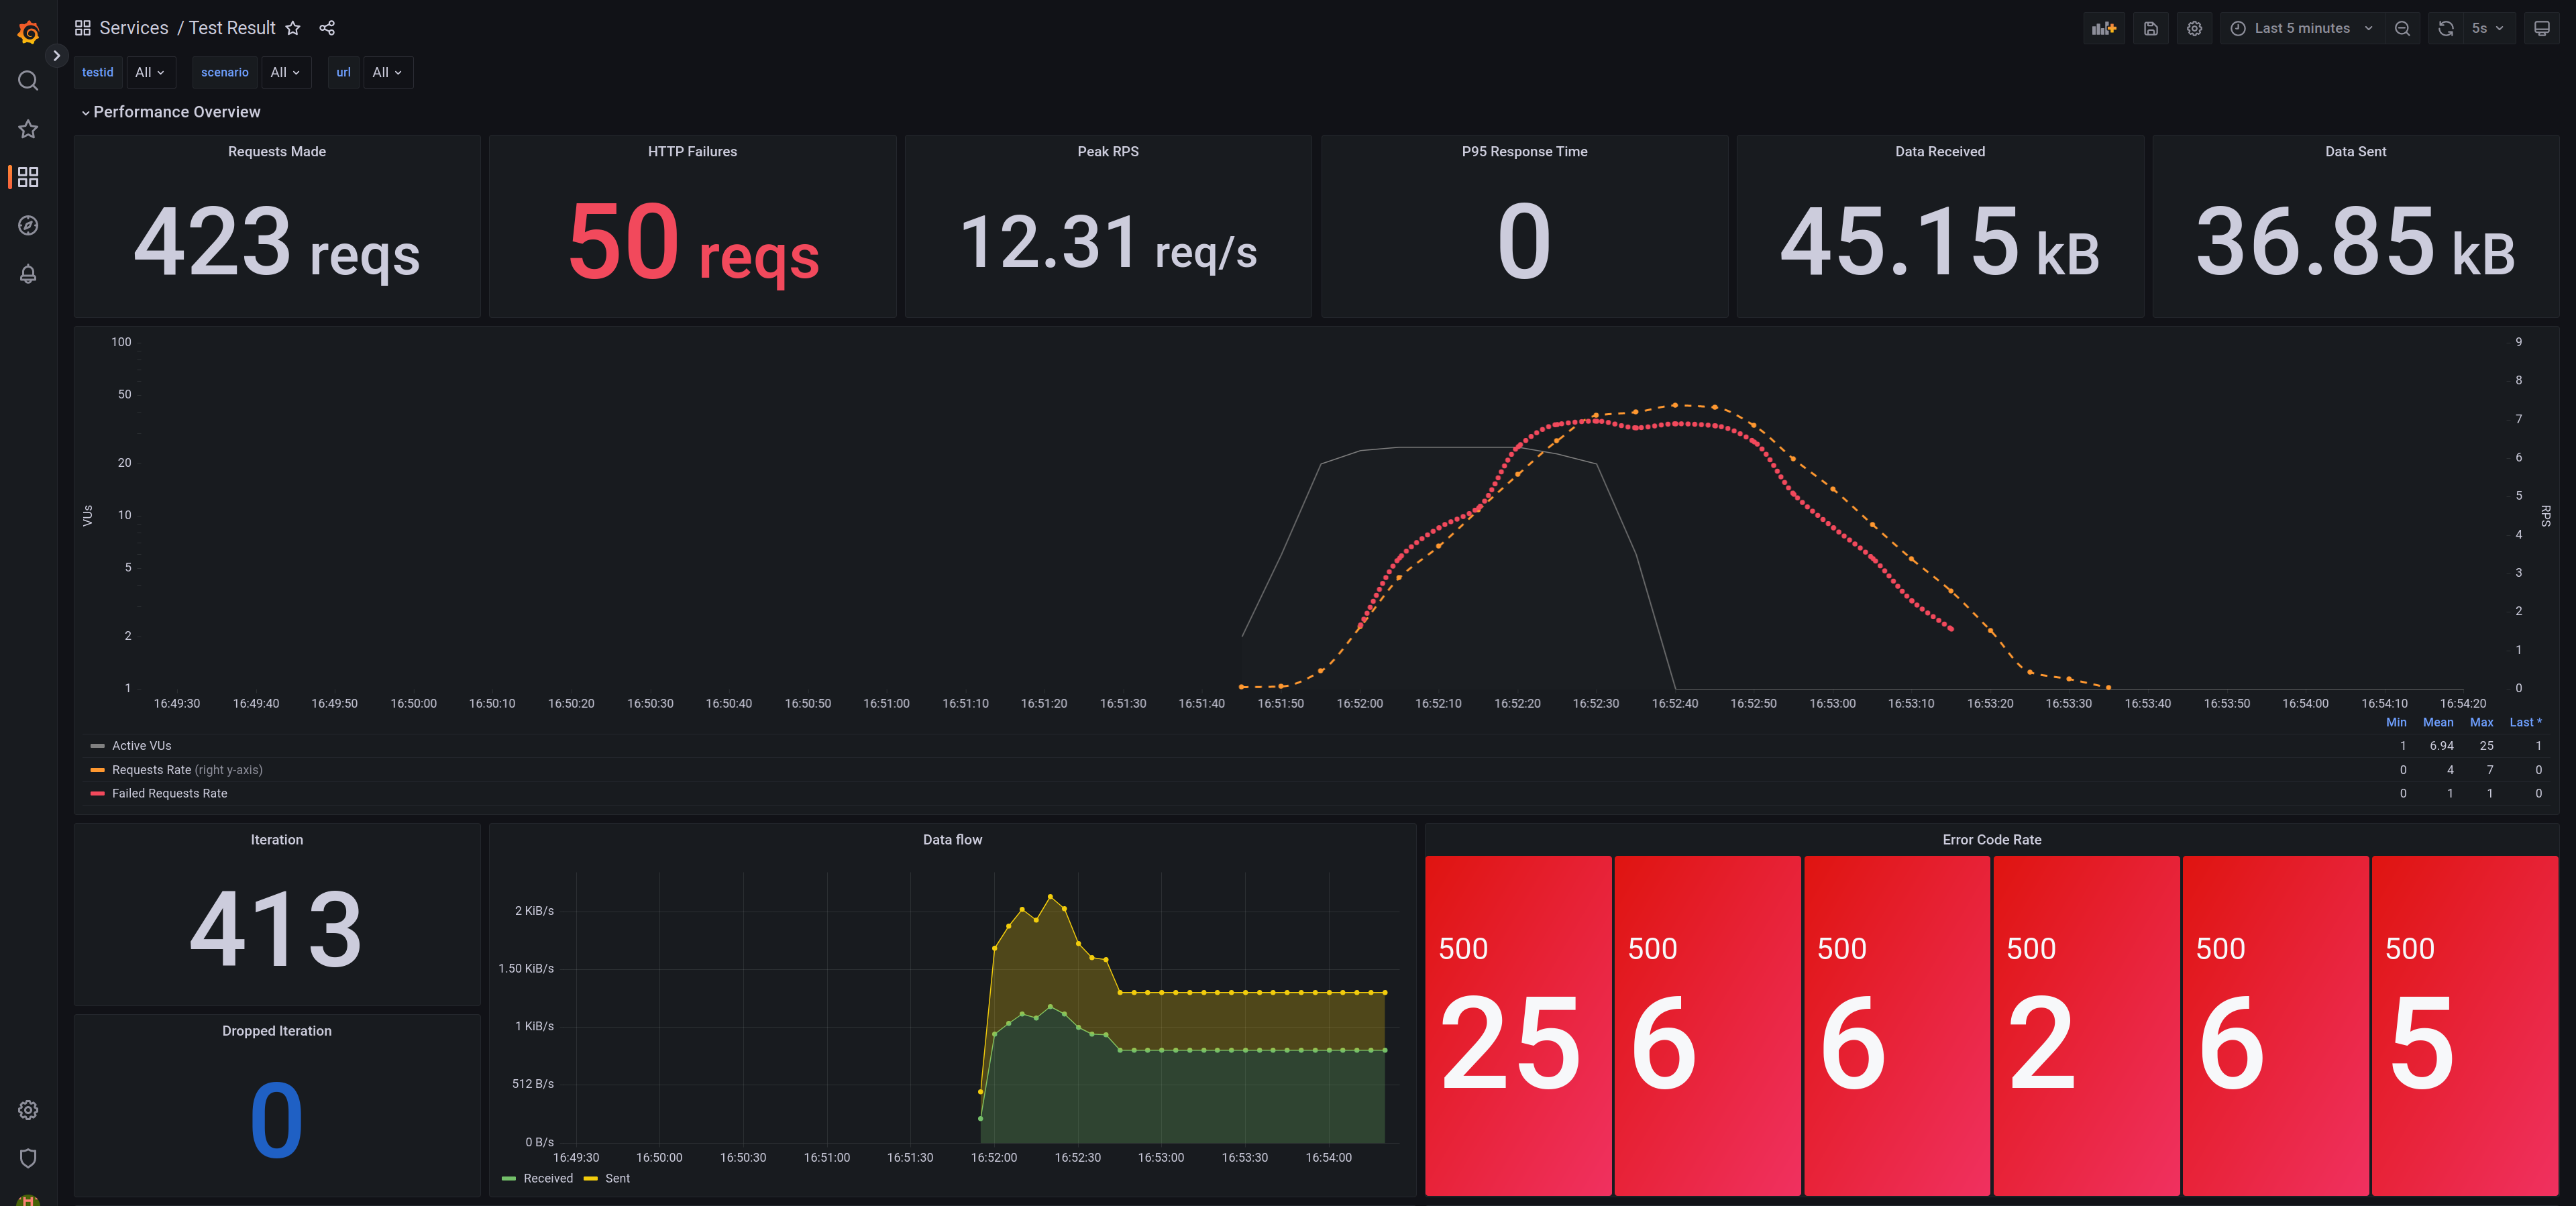 Services / Test Result
Last 5 minutes
5s
testid All scenario All url All
Performance Overview
Requests Made
423 reqs
HTTP Failures
50 reqs
Peak RPS
12.31 req/s
P95 Response Time
0
Data Received
45.15 kB
Data Sent
36.85 kB
VUs
100
50
20
10
5
2
1
9
8
7
6
5
4
3
2
1
0
RPS
16:49:30 16:49:40 16:49:50 16:50:00 16:50:10 16:50:20 16:50:30 16:50:40 16:50:50 16:51:00 16:51:10 16:51:20 16:51:30 16:51:40 16:51:50 16:52:00 16:52:10 16:52:20 16:52:30 16:52:40 16:52:50 16:53:00 16:53:10 16:53:20 16:53:30 16:53:40 16:53:50 16:54:00 16:54:10 16:54:20
Min Mean Max Last *
Active VUs 1 6.94 25 1
Requests Rate (right y-axis) 0 4 7 0
Failed Requests Rate 0 1 1 0
Iteration
413
Dropped Iteration
0
Data flow
2 KiB/s
1.50 KiB/s
1 KiB/s
512 B/s
0 B/s
16:49:30 16:50:00 16:50:30 16:51:00 16:51:30 16:52:00 16:52:30 16:53:00 16:53:30 16:54:00
Received Sent
Error Code Rate
500 500 500 500 500 500
25 6 6 2 6 5